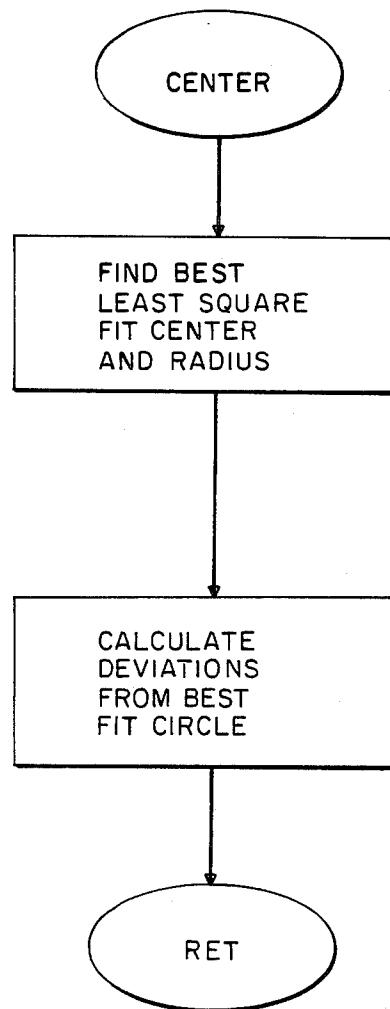 CENTER
FIND BEST
LEAST SQUARE
FIT CENTER
AND RADIUS
CALCULATE
DEVIATIONS
FROM BEST
FIT CIRCLE
RET